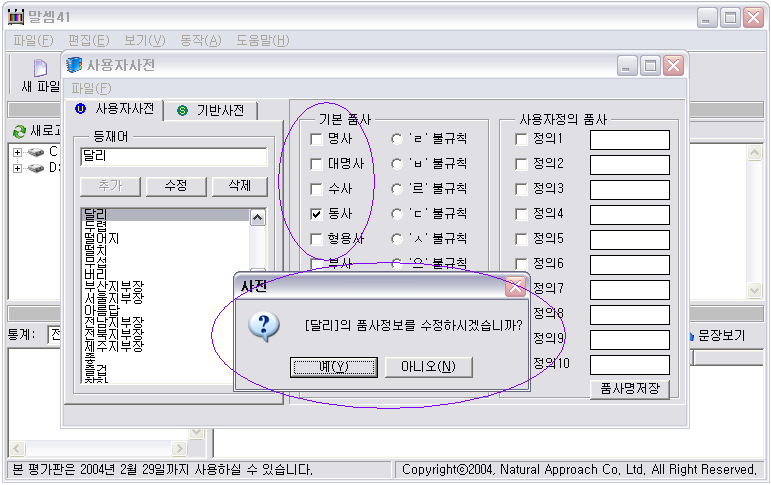 말셈41
파일(F) 편집(E) 보기(V) 동작(A) 도움말(H)
새 파일
새로고
C
D
통계: 전
문장보기
본 평가판은 2004년 2월 29일까지 사용하실 수 있습니다.
Copyright©2004, Natural Approach Co, Ltd, All Right Reserved,
사용자사전
파일(F)
사용자사전 기반사전
등재어
달리
추가 수정 삭제
달리
두렵
떨어지
떨치
버리
부산지부장
서울지부장
아름답
전남지부장
전북지부장
제주지부장
좋
즐겁
착하
기본 품사
명사 'ㄹ' 불규칙
대명사 'ㅂ' 불규칙
수사 '르' 불규칙
동사 'ㄷ' 불규칙
형용사 'ㅅ' 불규칙
부사 '으' 불규칙
사용자정의 품사
정의1
정의2
정의3
정의4
정의5
정의6
정의7
정의8
정의9
정의10
품사명저장
사전
[달리]의 품사정보를 수정하시겠습니까?
예(Y) 아니오(N)